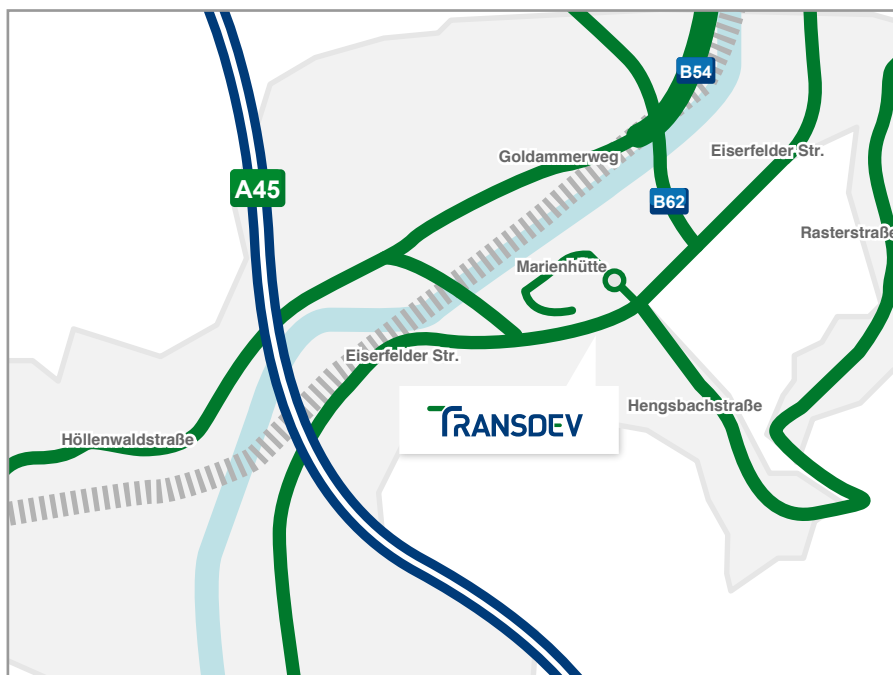 B54
Goldammerweg
Eiserfelder Str.
A45
B62
Rasterstraße
Marienhütte
Eiserfelder Str.
Hengsbachstraße
TRANSDEV
Höllenwaldstraße